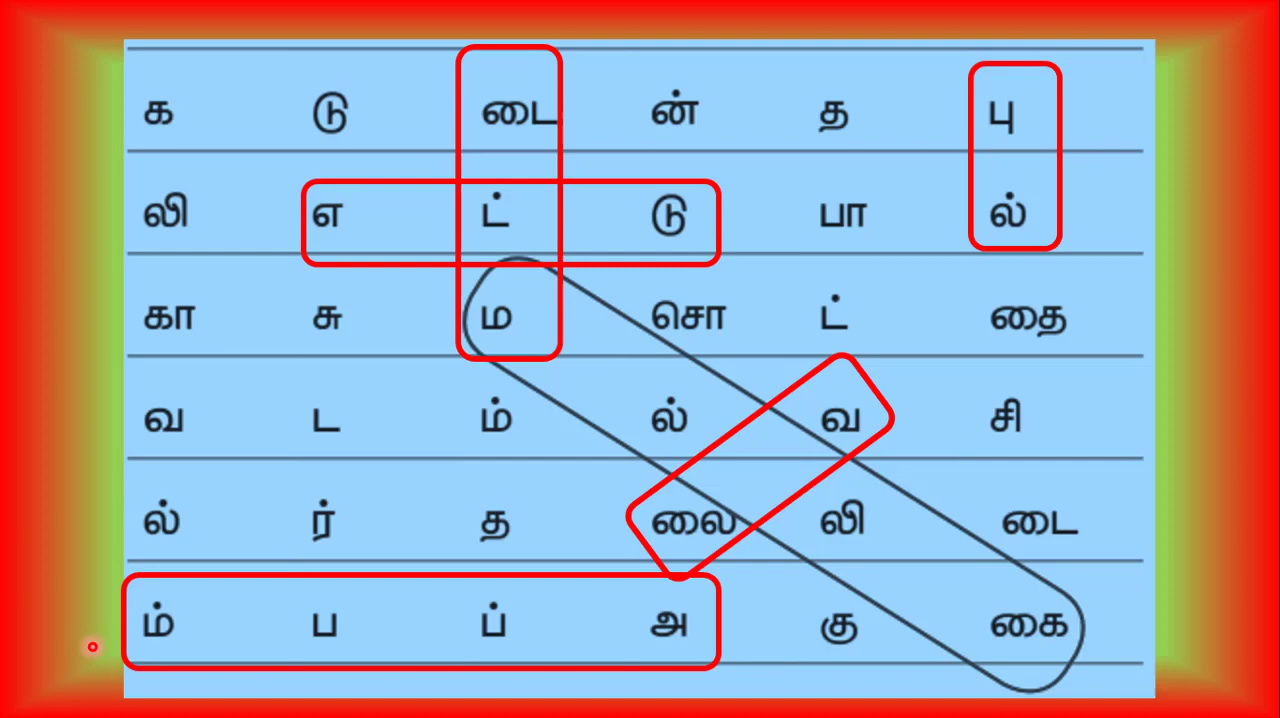 க டு டை ன் த பு
லி எ ட் டு பா ல்
கா சு ம சொ ட் தை
வ ட ம் ல் வ சி
ல் ர் த லை லி டை
ம் ப ப் அ கு கை